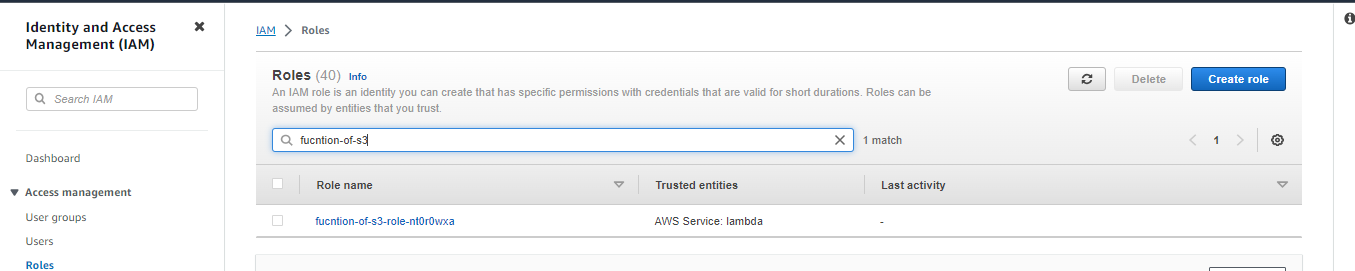 Identity and Access
Management (IAM)
Search IAM
Dashboard
Access management
User groups
Users
Roles
IAM > Roles
Roles (40) Info
An IAM role is an identity you can create that has specific permissions with credentials that are valid for short durations. Roles can be
assumed by entities that you trust.
Delete
Create role
fucntion-of-s3
1 match
1
Role name
Trusted entities
Last activity
fucntion-of-s3-role-nt0r0wxa
AWS Service: lambda
-